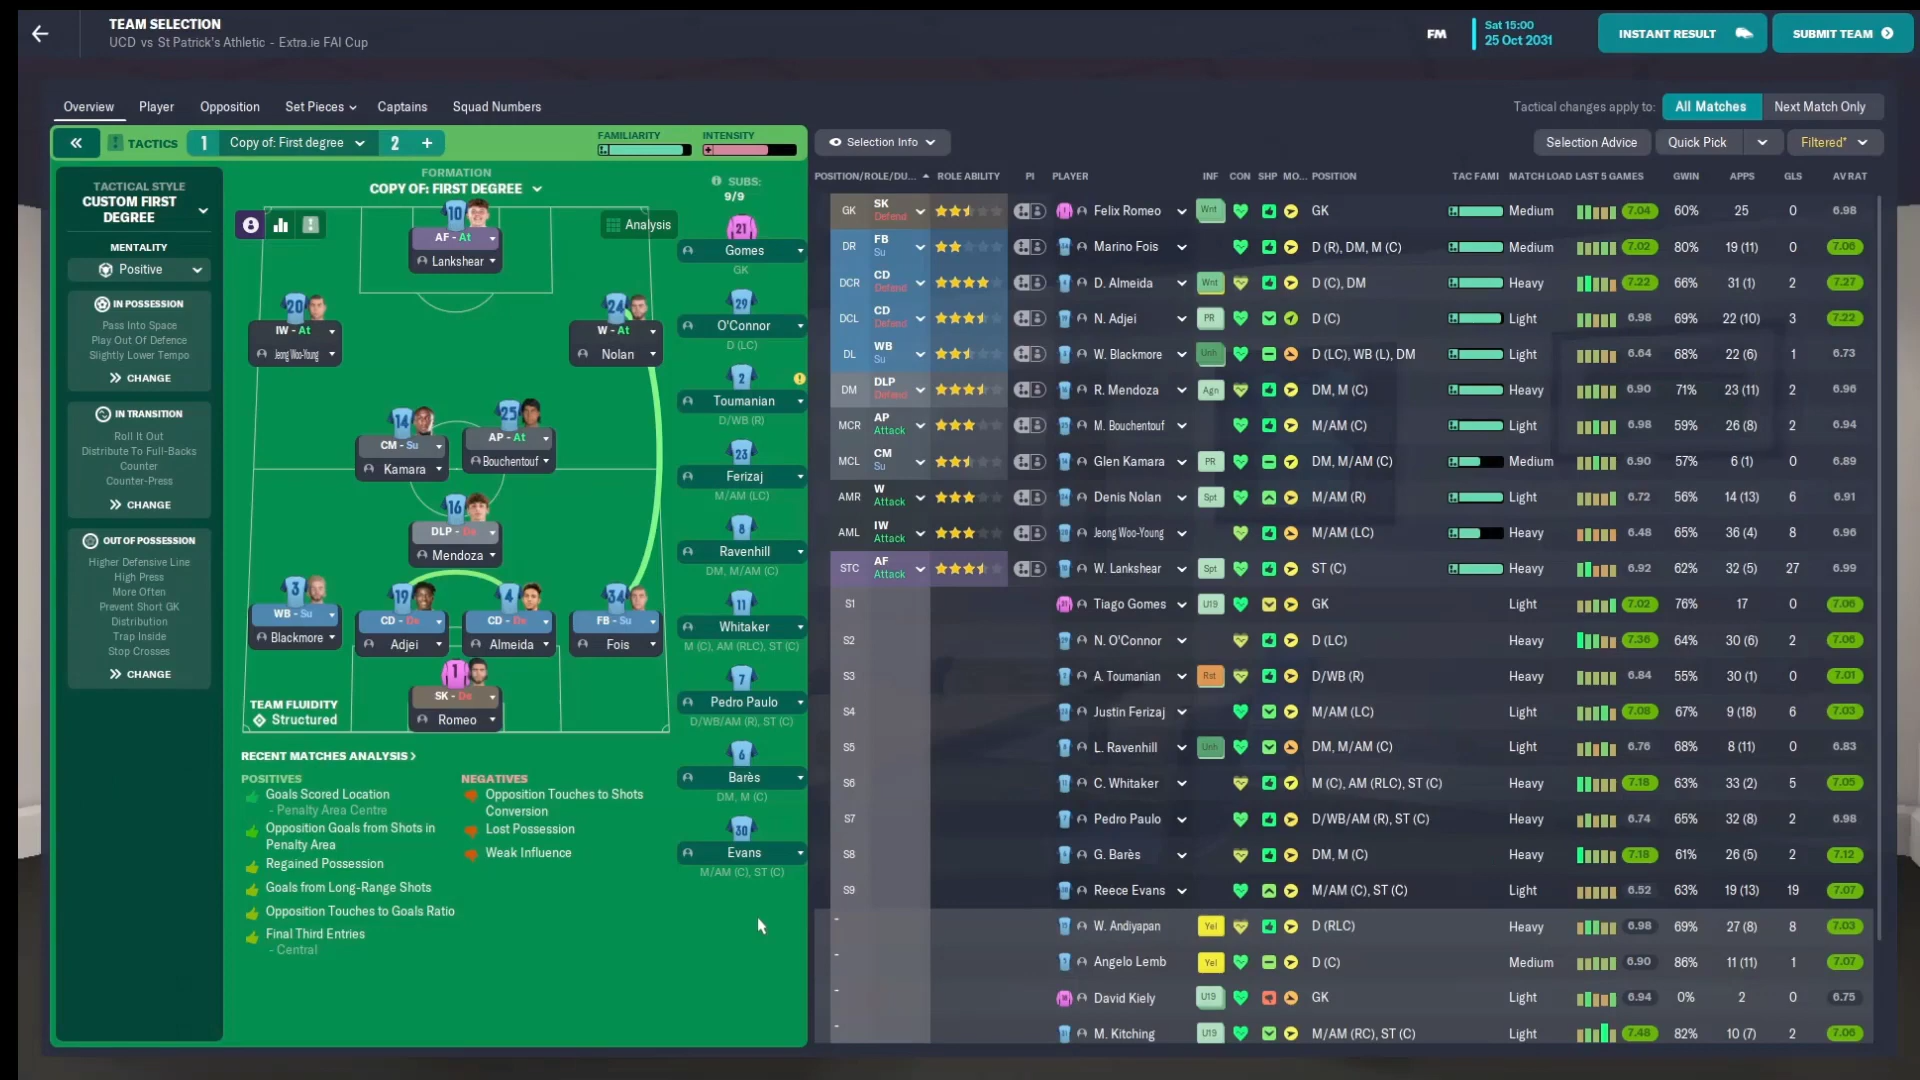 TEAM SELECTION
UCD vs St Patrick's Athletic - Extra.ie FAI Cup
FM
Sat 15:00
25 Oct 2031
INSTANT RESULT
SUBMIT TEAM
Overview Player Opposition Set Pieces Captains Squad Numbers
Tactical changes apply to: All Matches Next Match Only
TACTICS 1 Copy of: First degree 2 +
FAMILIARITY
INTENSITY
Selection Info
Selection Advice Quick Pick Filtered*
TACTICAL STYLE
CUSTOM FIRST
DEGREE
MENTALITY
Positive
IN POSSESSION
Pass Into Space
Play Out Of Defence
Slightly Lower Tempo
CHANGE
IN TRANSITION
Roll It Out
Distribute To Full-Backs
Counter
Counter-Press
CHANGE
OUT OF POSSESSION
Higher Defensive Line
High Press
More Often
Prevent Short GK
Distribution
Trap Inside
Stop Crosses
CHANGE
FORMATION
COPY OF: FIRST DEGREE
Analysis
10
AF - At
Lankshear
20
IW - At
Jeong Woo-Young
24
W - At
Nolan
14
CM - Su
Kamara
25
AP - At
Bouchentouf
16
DLP - De
Mendoza
3
WB - Su
Blackmore
19
CD - De
Adjei
4
CD - De
Almeida
34
FB - Su
Fois
1
SK - De
Romeo
TEAM FLUIDITY
Structured
SUBS:
9/9
21
Gomes
GK
29
O'Connor
D (LC)
2
Toumanian
D/WB (R)
23
Ferizaj
M/AM (LC)
8
Ravenhill
DM, M/AM (C)
11
Whitaker
M (C), AM (RLC), ST (C)
7
Pedro Paulo
D/WB/AM (R), ST (C)
6
Barès
DM, M (C)
30
Evans
M/AM (C), ST (C)
RECENT MATCHES ANALYSIS >
POSITIVES
Goals Scored Location
- Penalty Area Centre
Opposition Goals from Shots in
Penalty Area
Regained Possession
Goals from Long-Range Shots
Opposition Touches to Goals Ratio
Final Third Entries
- Central
NEGATIVES
Opposition Touches to Shots
Conversion
Lost Possession
Weak Influence
POSITION/ROLE/DU... ROLE ABILITY PI PLAYER INF CON SHP MO... POSITION TAC FAMI MATCH LOAD LAST 5 GAMES GWIN APPS GLS AV RAT
GK SK Defend Felix Romeo Wnt GK Medium 7.04 60% 25 0 6.98
DR FB Su Marino Fois D (R), DM, M (C) Medium 7.02 80% 19 (11) 0 7.06
DCR CD Defend D. Almeida Wnt D (C), DM Heavy 7.22 66% 31 (1) 2 7.27
DCL CD Defend N. Adjei PR D (C) Light 6.98 69% 22 (10) 3 7.22
DL WB Su W. Blackmore Unh D (LC), WB (L), DM Light 6.64 68% 22 (6) 1 6.73
DM DLP Defend R. Mendoza Agn DM, M (C) Heavy 6.90 71% 23 (11) 2 6.96
MCR AP Attack M. Bouchentouf M/AM (C) Light 6.98 59% 26 (8) 2 6.94
MCL CM Su Glen Kamara PR DM, M/AM (C) Medium 6.90 57% 6 (1) 0 6.89
AMR W Attack Denis Nolan Spt M/AM (R) Light 6.72 56% 14 (13) 6 6.91
AML IW Attack Jeong Woo-Young M/AM (LC) Heavy 6.48 65% 36 (4) 8 6.96
STC AF Attack W. Lankshear Spt ST (C) Heavy 6.92 62% 32 (5) 27 6.99
S1 Tiago Gomes U19 GK Light 7.02 76% 17 0 7.06
S2 N. O'Connor D (LC) Heavy 7.36 64% 30 (6) 2 7.06
S3 A. Toumanian Rst D/WB (R) Heavy 6.84 55% 30 (1) 0 7.01
S4 Justin Ferizaj M/AM (LC) Light 7.08 67% 9 (18) 6 7.03
S5 L. Ravenhill Unh DM, M/AM (C) Light 6.76 68% 8 (11) 0 6.83
S6 C. Whitaker M (C), AM (RLC), ST (C) Heavy 7.18 63% 33 (2) 5 7.05
S7 Pedro Paulo D/WB/AM (R), ST (C) Heavy 6.74 65% 32 (8) 2 6.98
S8 G. Barès DM, M (C) Heavy 7.18 61% 26 (5) 2 7.12
S9 Reece Evans M/AM (C), ST (C) Light 6.52 63% 19 (13) 19 7.07
- W. Andiyapan Yel D (RLC) Heavy 6.98 69% 27 (8) 8 7.03
- Angelo Lemb Yel D (C) Medium 6.90 86% 11 (11) 1 7.07
- David Kiely U19 GK Light 6.94 0% 2 0 6.75
- M. Kitching U19 M/AM (RC), ST (C) Light 7.48 82% 10 (7) 2 7.06